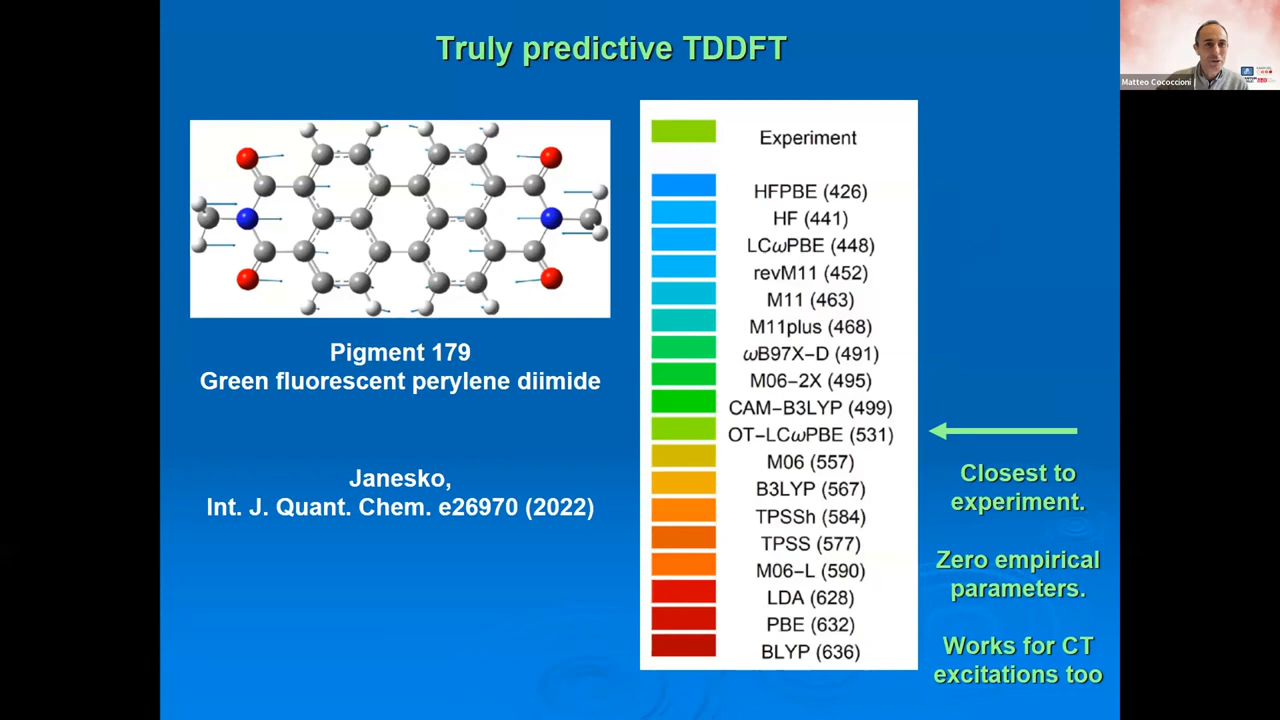 Truly predictive TDDFT
Matteo Cococcioni
Pigment 179
Green fluorescent perylene diimide
Janesko,
Int. J. Quant. Chem. e26970 (2022)
Experiment
HFPBE (426)
HF (441)
LCωPBE (448)
revM11 (452)
M11 (463)
M11plus (468)
ωB97X−D (491)
M06−2X (495)
CAM−B3LYP (499)
OT−LCωPBE (531)
M06 (557)
B3LYP (567)
TPSSh (584)
TPSS (577)
M06−L (590)
LDA (628)
PBE (632)
BLYP (636)
Closest to
experiment.
Zero empirical
parameters.
Works for CT
excitations too